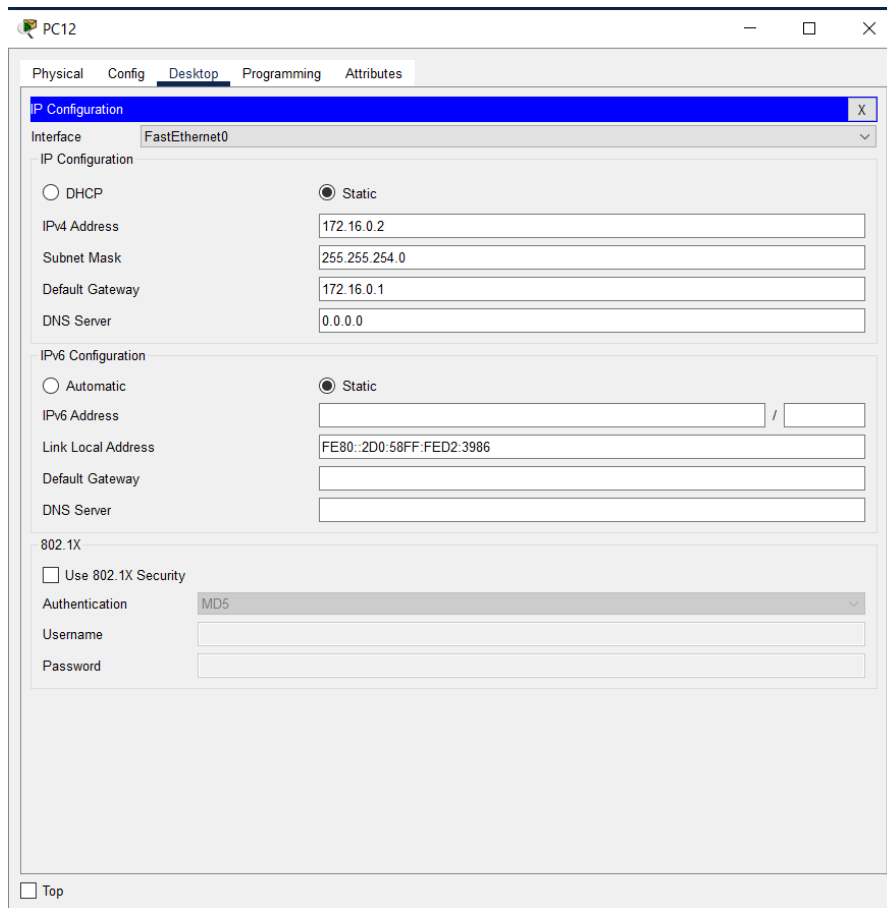 PC12
Physical Config Desktop Programming Attributes
IP Configuration X
Interface FastEthernet0
IP Configuration
DHCP Static
IPv4 Address 172.16.0.2
Subnet Mask 255.255.254.0
Default Gateway 172.16.0.1
DNS Server 0.0.0.0
IPv6 Configuration
Automatic Static
IPv6 Address /
Link Local Address FE80::2D0:58FF:FED2:3986
Default Gateway
DNS Server
802.1X
Use 802.1X Security
Authentication MD5
Username
Password
Top